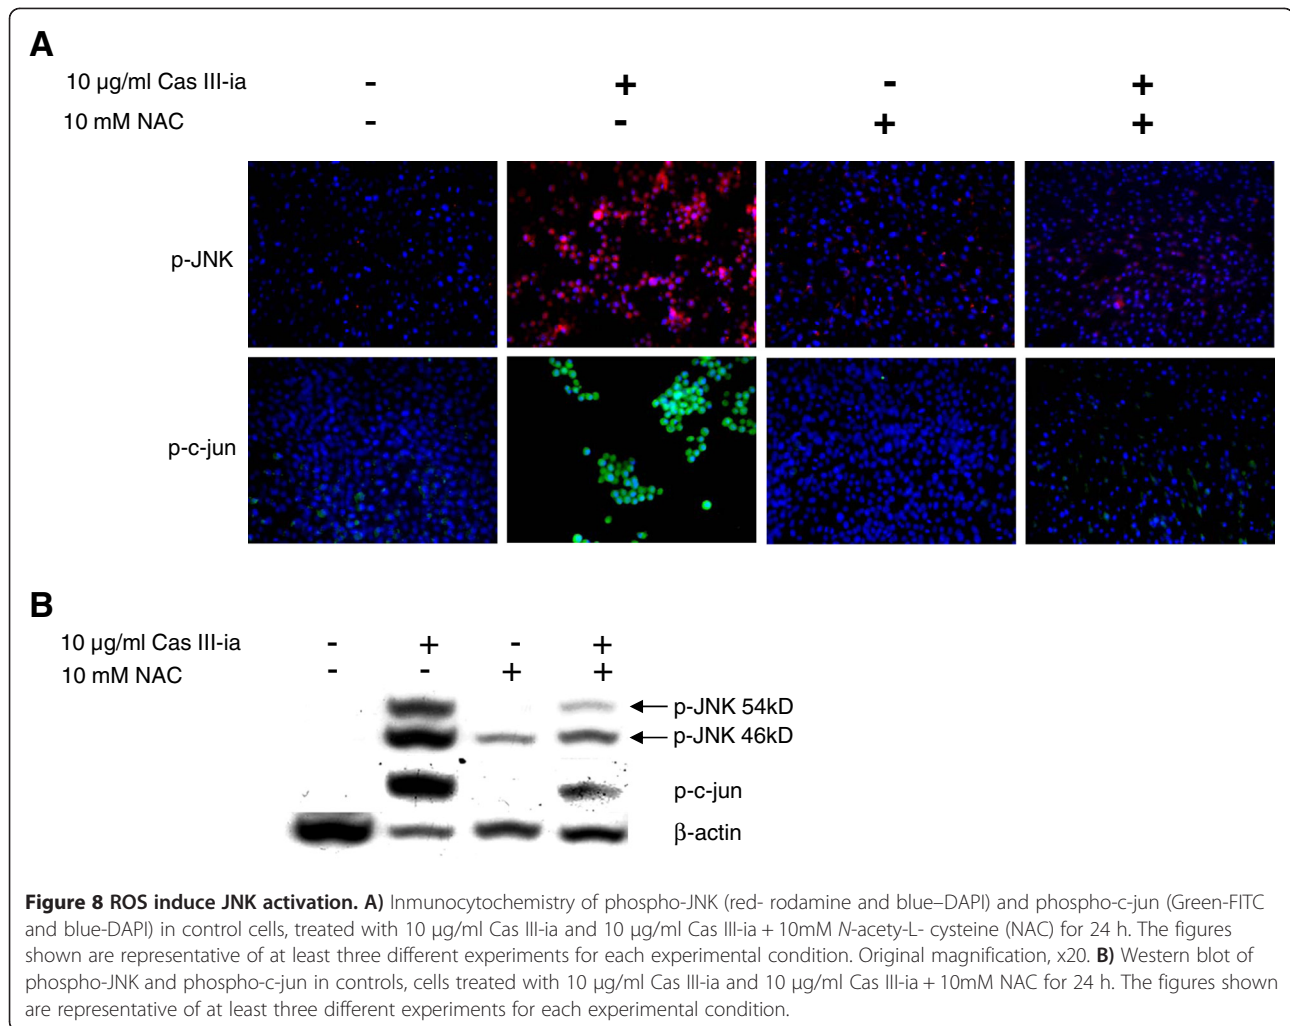 A
10 µg/ml Cas III-ia - + - +
10 mM NAC - - + +
p-JNK
p-c-jun
B
10 µg/ml Cas III-ia - + - +
10 mM NAC - - + +
p-JNK 54kD
p-JNK 46kD
p-c-jun
β-actin
Figure 8 ROS induce JNK activation. A) Inmunocytochemistry of phospho-JNK (red- rodamine and blue–DAPI) and phospho-c-jun (Green-FITC
and blue-DAPI) in control cells, treated with 10 µg/ml Cas III-ia and 10 µg/ml Cas III-ia + 10mM N-acety-L- cysteine (NAC) for 24 h. The figures
shown are representative of at least three different experiments for each experimental condition. Original magnification, x20. B) Western blot of
phospho-JNK and phospho-c-jun in controls, cells treated with 10 µg/ml Cas III-ia and 10 µg/ml Cas III-ia + 10mM NAC for 24 h. The figures shown
are representative of at least three different experiments for each experimental condition.